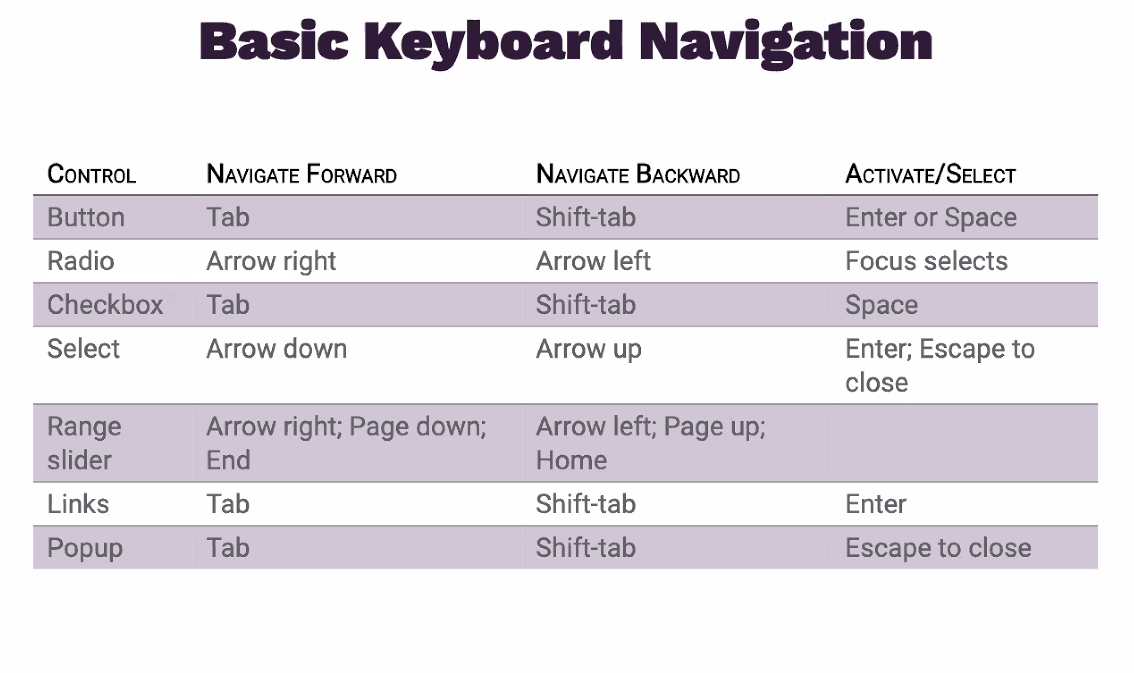 Basic Keyboard Navigation
Control Navigate Forward Navigate Backward Activate/Select
Button Tab Shift-tab Enter or Space
Radio Arrow right Arrow left Focus selects
Checkbox Tab Shift-tab Space
Select Arrow down Arrow up Enter; Escape to
close
Range Arrow right; Page down; Arrow left; Page up;
slider End Home
Links Tab Shift-tab Enter
Popup Tab Shift-tab Escape to close